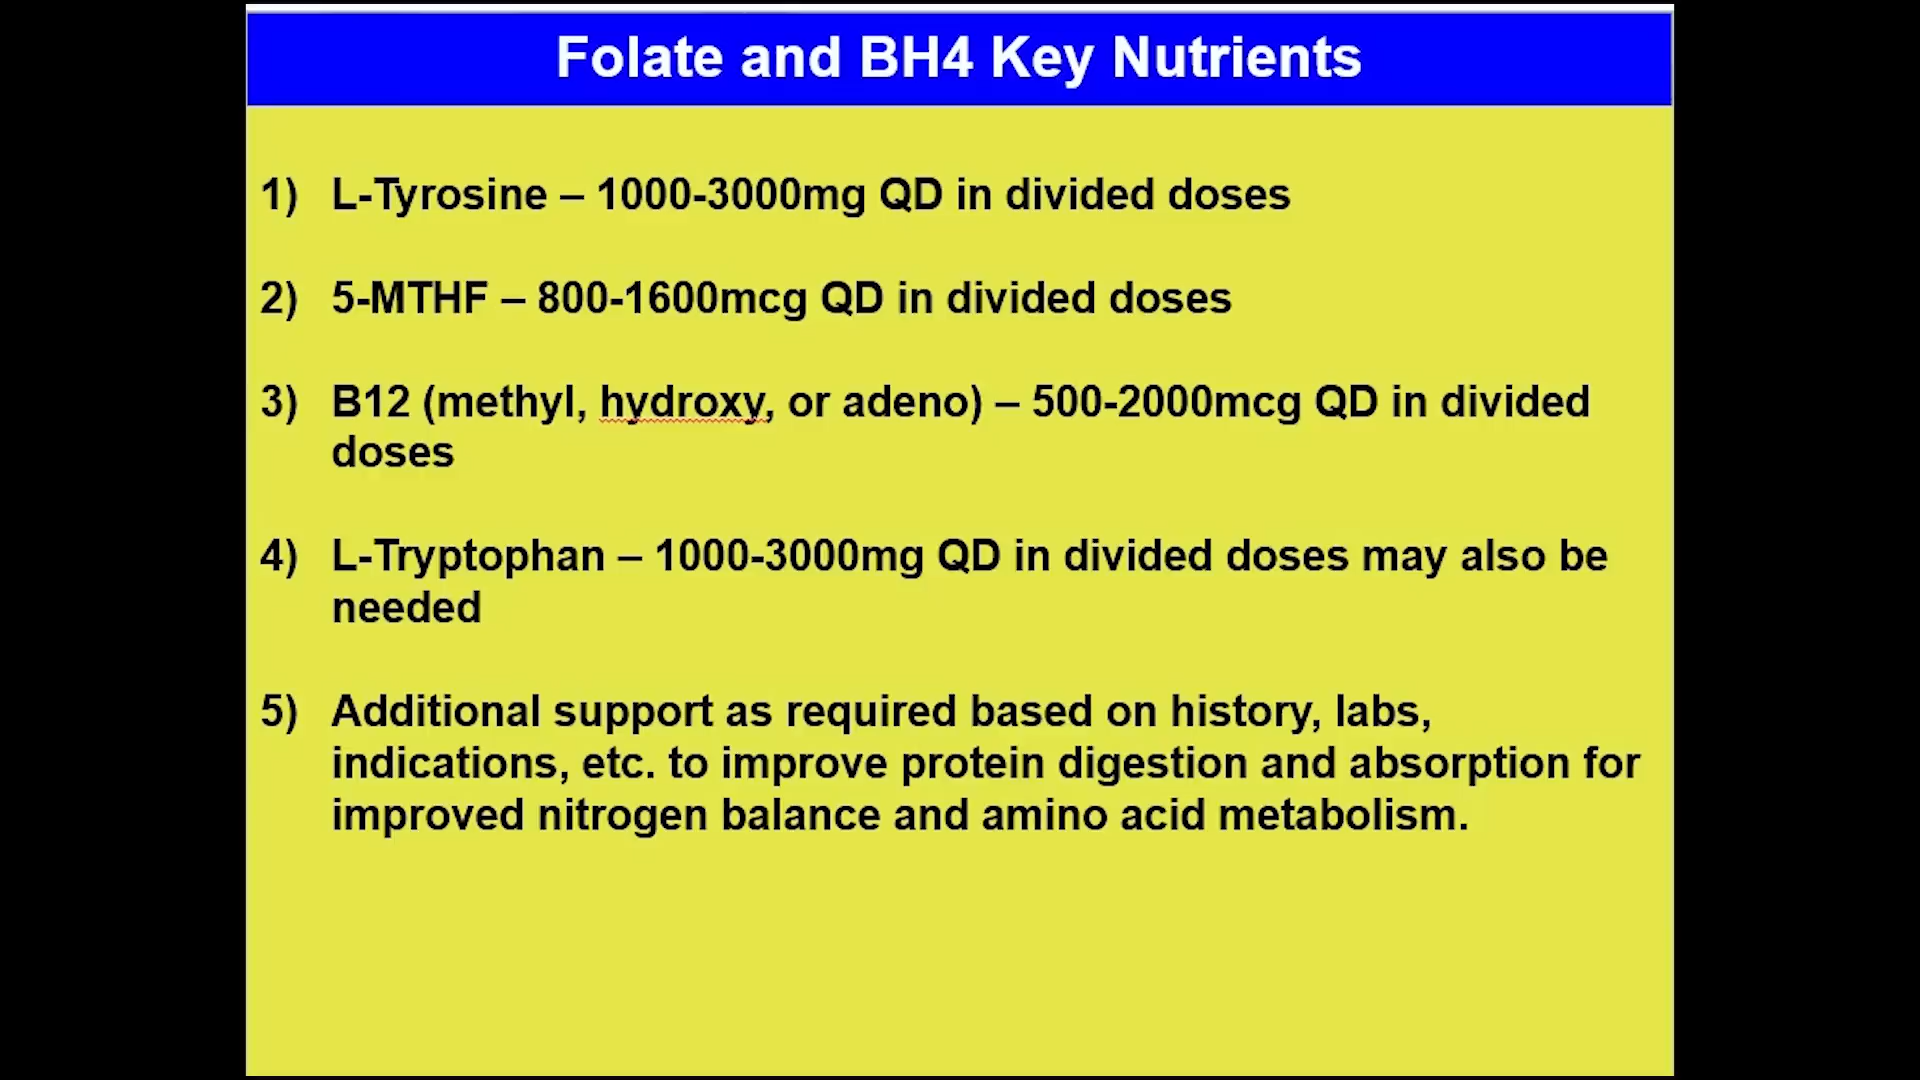 Folate and BH4 Key Nutrients
1) L-Tyrosine – 1000-3000mg QD in divided doses
2) 5-MTHF – 800-1600mcg QD in divided doses
3) B12 (methyl, hydroxy, or adeno) – 500-2000mcg QD in divided
doses
4) L-Tryptophan – 1000-3000mg QD in divided doses may also be
needed
5) Additional support as required based on history, labs,
indications, etc. to improve protein digestion and absorption for
improved nitrogen balance and amino acid metabolism.